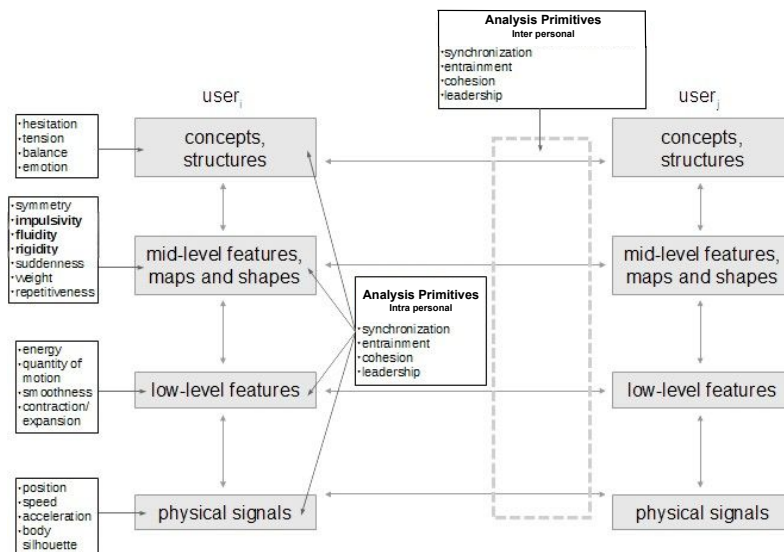 Analysis Primitives
Inter personal
•synchronization
•entrainment
•cohesion
•leadership
user i
user j
•hesitation
•tension
•balance
•emotion
concepts,
structures
concepts,
structures
•symmetry
•impulsivity
•fluidity
•rigidity
•suddenness
•weight
•repetitiveness
mid-level features,
maps and shapes
mid-level features,
maps and shapes
Analysis Primitives
Intra personal
•synchronization
•entrainment
•cohesion
•leadership
•energy
•quantity of
motion
•smoothness
•contraction/
expansion
low-level features
low-level features
•position
•speed
•acceleration
•body
silhouette
physical signals
physical signals